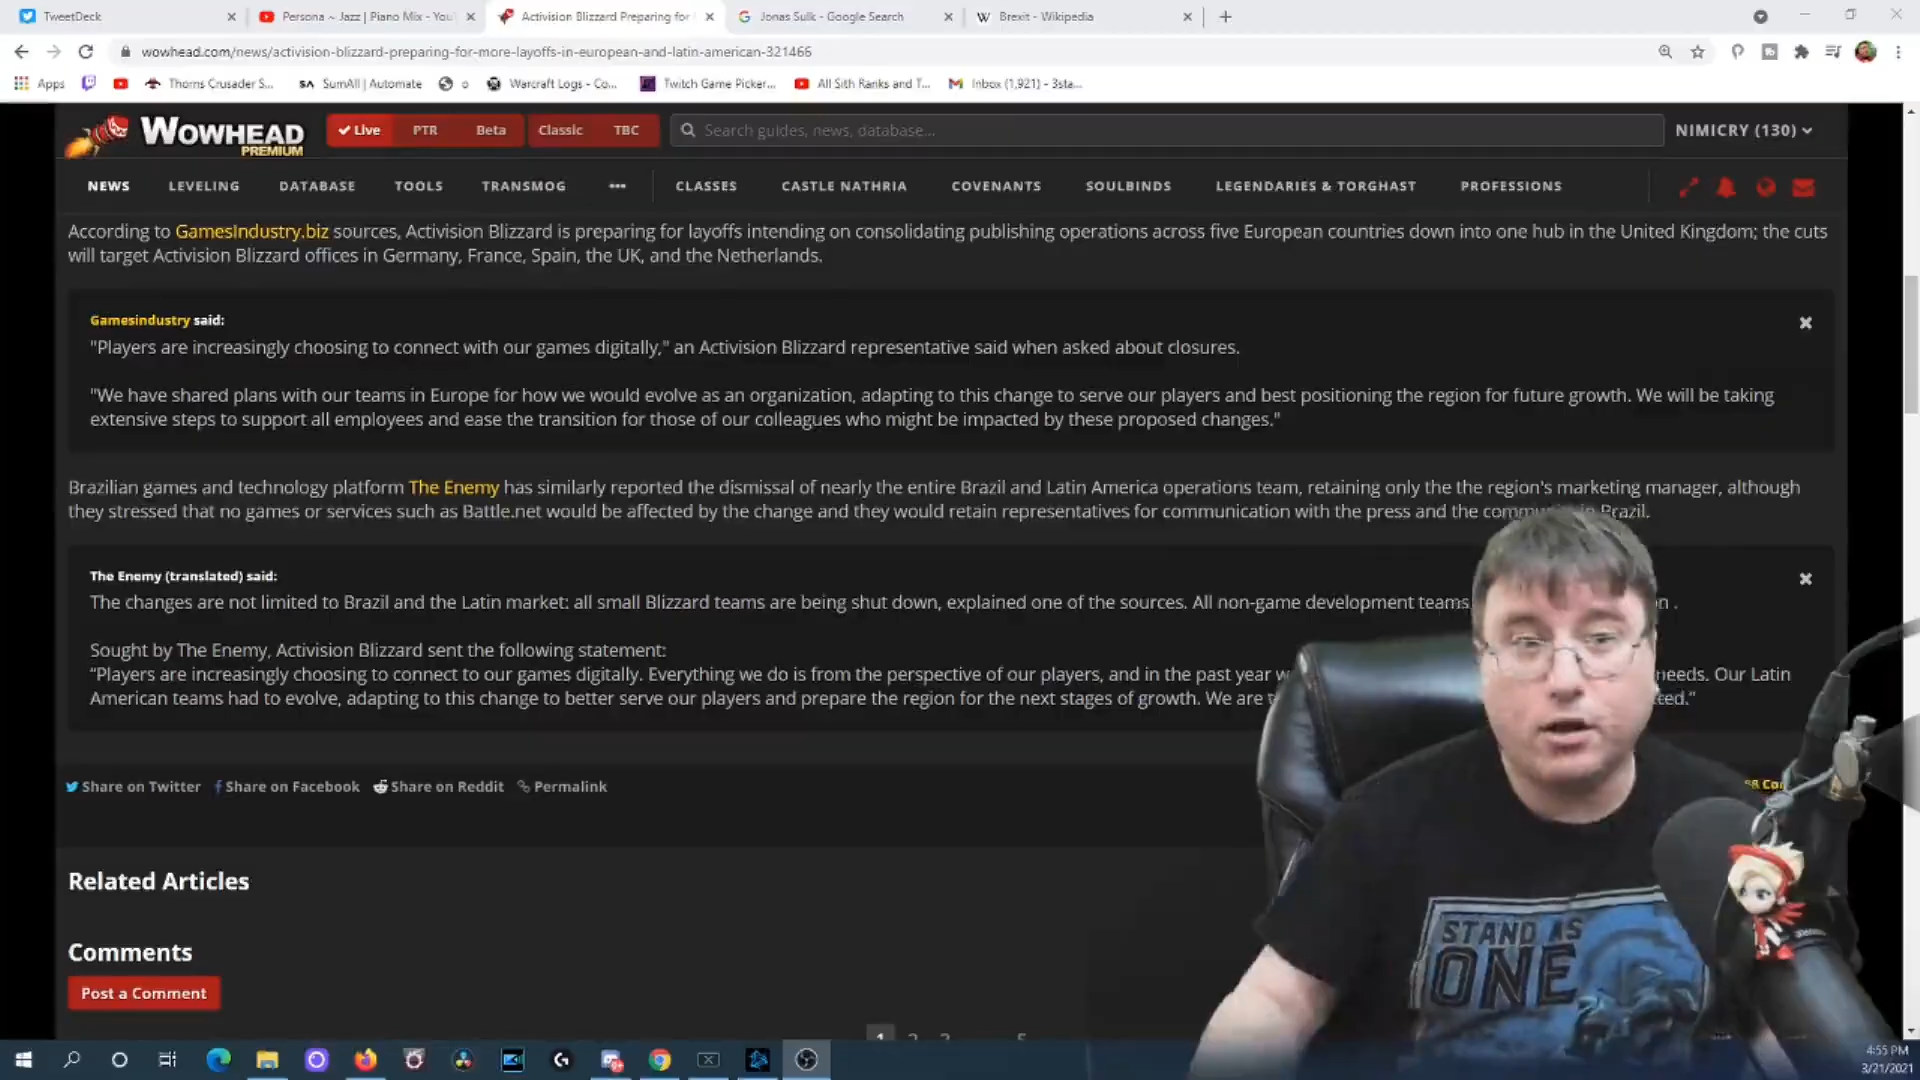 TweetDeck
Persona ~ Jazz | Piano Mix - You
Activision Blizzard Preparing for
Jonas Sulk - Google Search
Brexit - Wikipedia
wowhead.com/news/activision-blizzard-preparing-for-more-layoffs-in-european-and-latin-american-321466
Apps
Thorns Crusader S...
SumAll | Automate
Warcraft Logs - Co...
Twitch Game Picker...
All Sith Ranks and T...
Inbox (1,921) - 3sta...
WOWHEAD
PREMIUM
Live PTR Beta Classic TBC
Search guides, news, database...
NIMICRY (130)
NEWS LEVELING DATABASE TOOLS TRANSMOG ••• CLASSES CASTLE NATHRIA COVENANTS SOULBINDS LEGENDARIES & TORGHAST PROFESSIONS
According to GamesIndustry.biz sources, Activision Blizzard is preparing for layoffs intending on consolidating publishing operations across five European countries down into one hub in the United Kingdom; the cuts
will target Activision Blizzard offices in Germany, France, Spain, the UK, and the Netherlands.
Gamesindustry said:
"Players are increasingly choosing to connect with our games digitally," an Activision Blizzard representative said when asked about closures.
"We have shared plans with our teams in Europe for how we would evolve as an organization, adapting to this change to serve our players and best positioning the region for future growth. We will be taking
extensive steps to support all employees and ease the transition for those of our colleagues who might be impacted by these proposed changes."
Brazilian games and technology platform The Enemy has similarly reported the dismissal of nearly the entire Brazil and Latin America operations team, retaining only the the region's marketing manager, although
they stressed that no games or services such as Battle.net would be affected by the change and they would retain representatives for communication with the press and the community in Brazil.
The Enemy (translated) said:
The changes are not limited to Brazil and the Latin market: all small Blizzard teams are being shut down, explained one of the sources. All non-game development teams
Sought by The Enemy, Activision Blizzard sent the following statement:
“Players are increasingly choosing to connect to our games digitally. Everything we do is from the perspective of our players, and in the past year needs. Our Latin
American teams had to evolve, adapting to this change to better serve our players and prepare the region for the next stages of growth. We are
Share on Twitter Share on Facebook Share on Reddit Permalink
Related Articles
Comments
Post a Comment
1 2 3 5
STAND AS
ONE
4:55 PM
3/21/2021